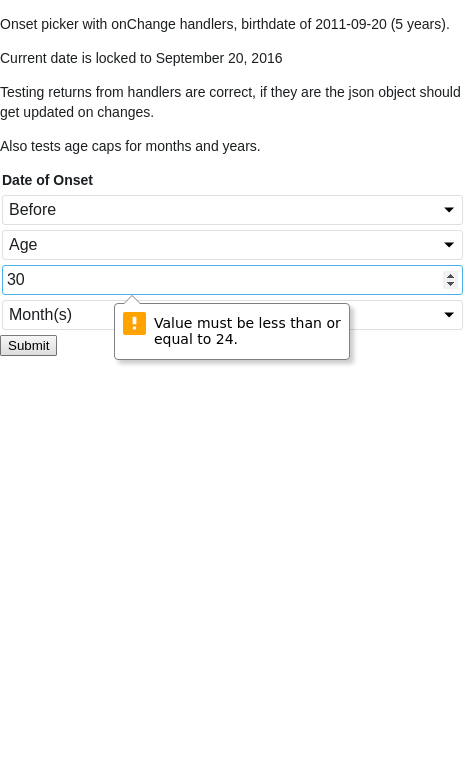 Onset picker with onChange handlers, birthdate of 2011-09-20 (5 years).
Current date is locked to September 20, 2016
Testing returns from handlers are correct, if they are the json object should
get updated on changes.
Also tests age caps for months and years.
Date of Onset
Before
Age
30
Month(s)
Value must be less than or
equal to 24.
Submit